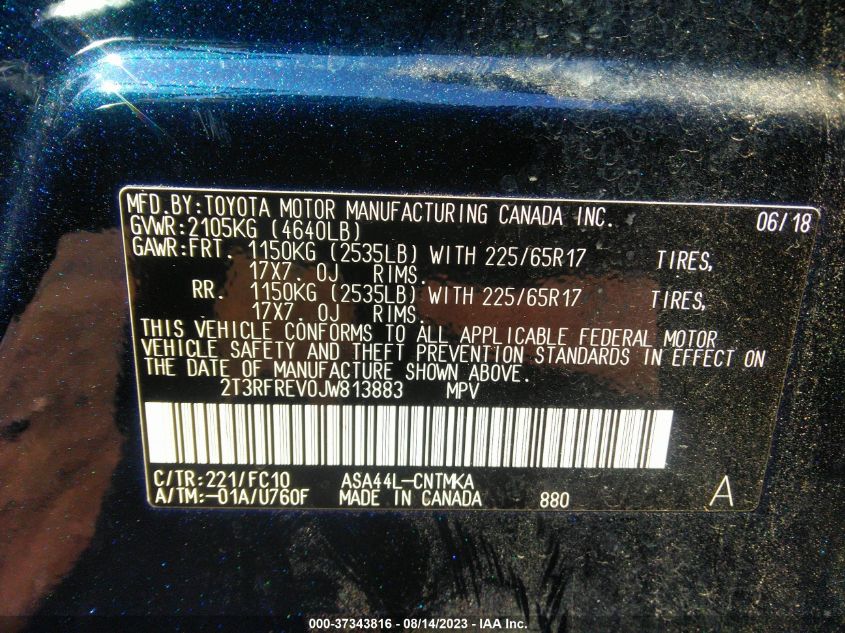 MFD.BY:TOYOTA MOTOR MANUFACTURING CANADA INC. 06/18
GVWR:2105KG (4640LB)
GAWR:FRT. 1150KG (2535LB) WITH 225/65R17 TIRES,
17X7. 0J RIMS.
RR. 1150KG (2535LB) WITH 225/65R17 TIRES,
17X7. 0J RIMS.
THIS VEHICLE CONFORMS TO ALL APPLICABLE FEDERAL MOTOR
VEHICLE SAFETY AND THEFT PREVENTION STANDARDS IN EFFECT ON
THE DATE OF MANUFACTURE SHOWN ABOVE.
2T3RFREV0JW813883 MPV
C/TR:221/FC10 ASA44L-CNTMKA
A/TM:-01A/U760F MADE IN CANADA 880 A
000-37343816 - 08/14/2023 - IAA Inc.